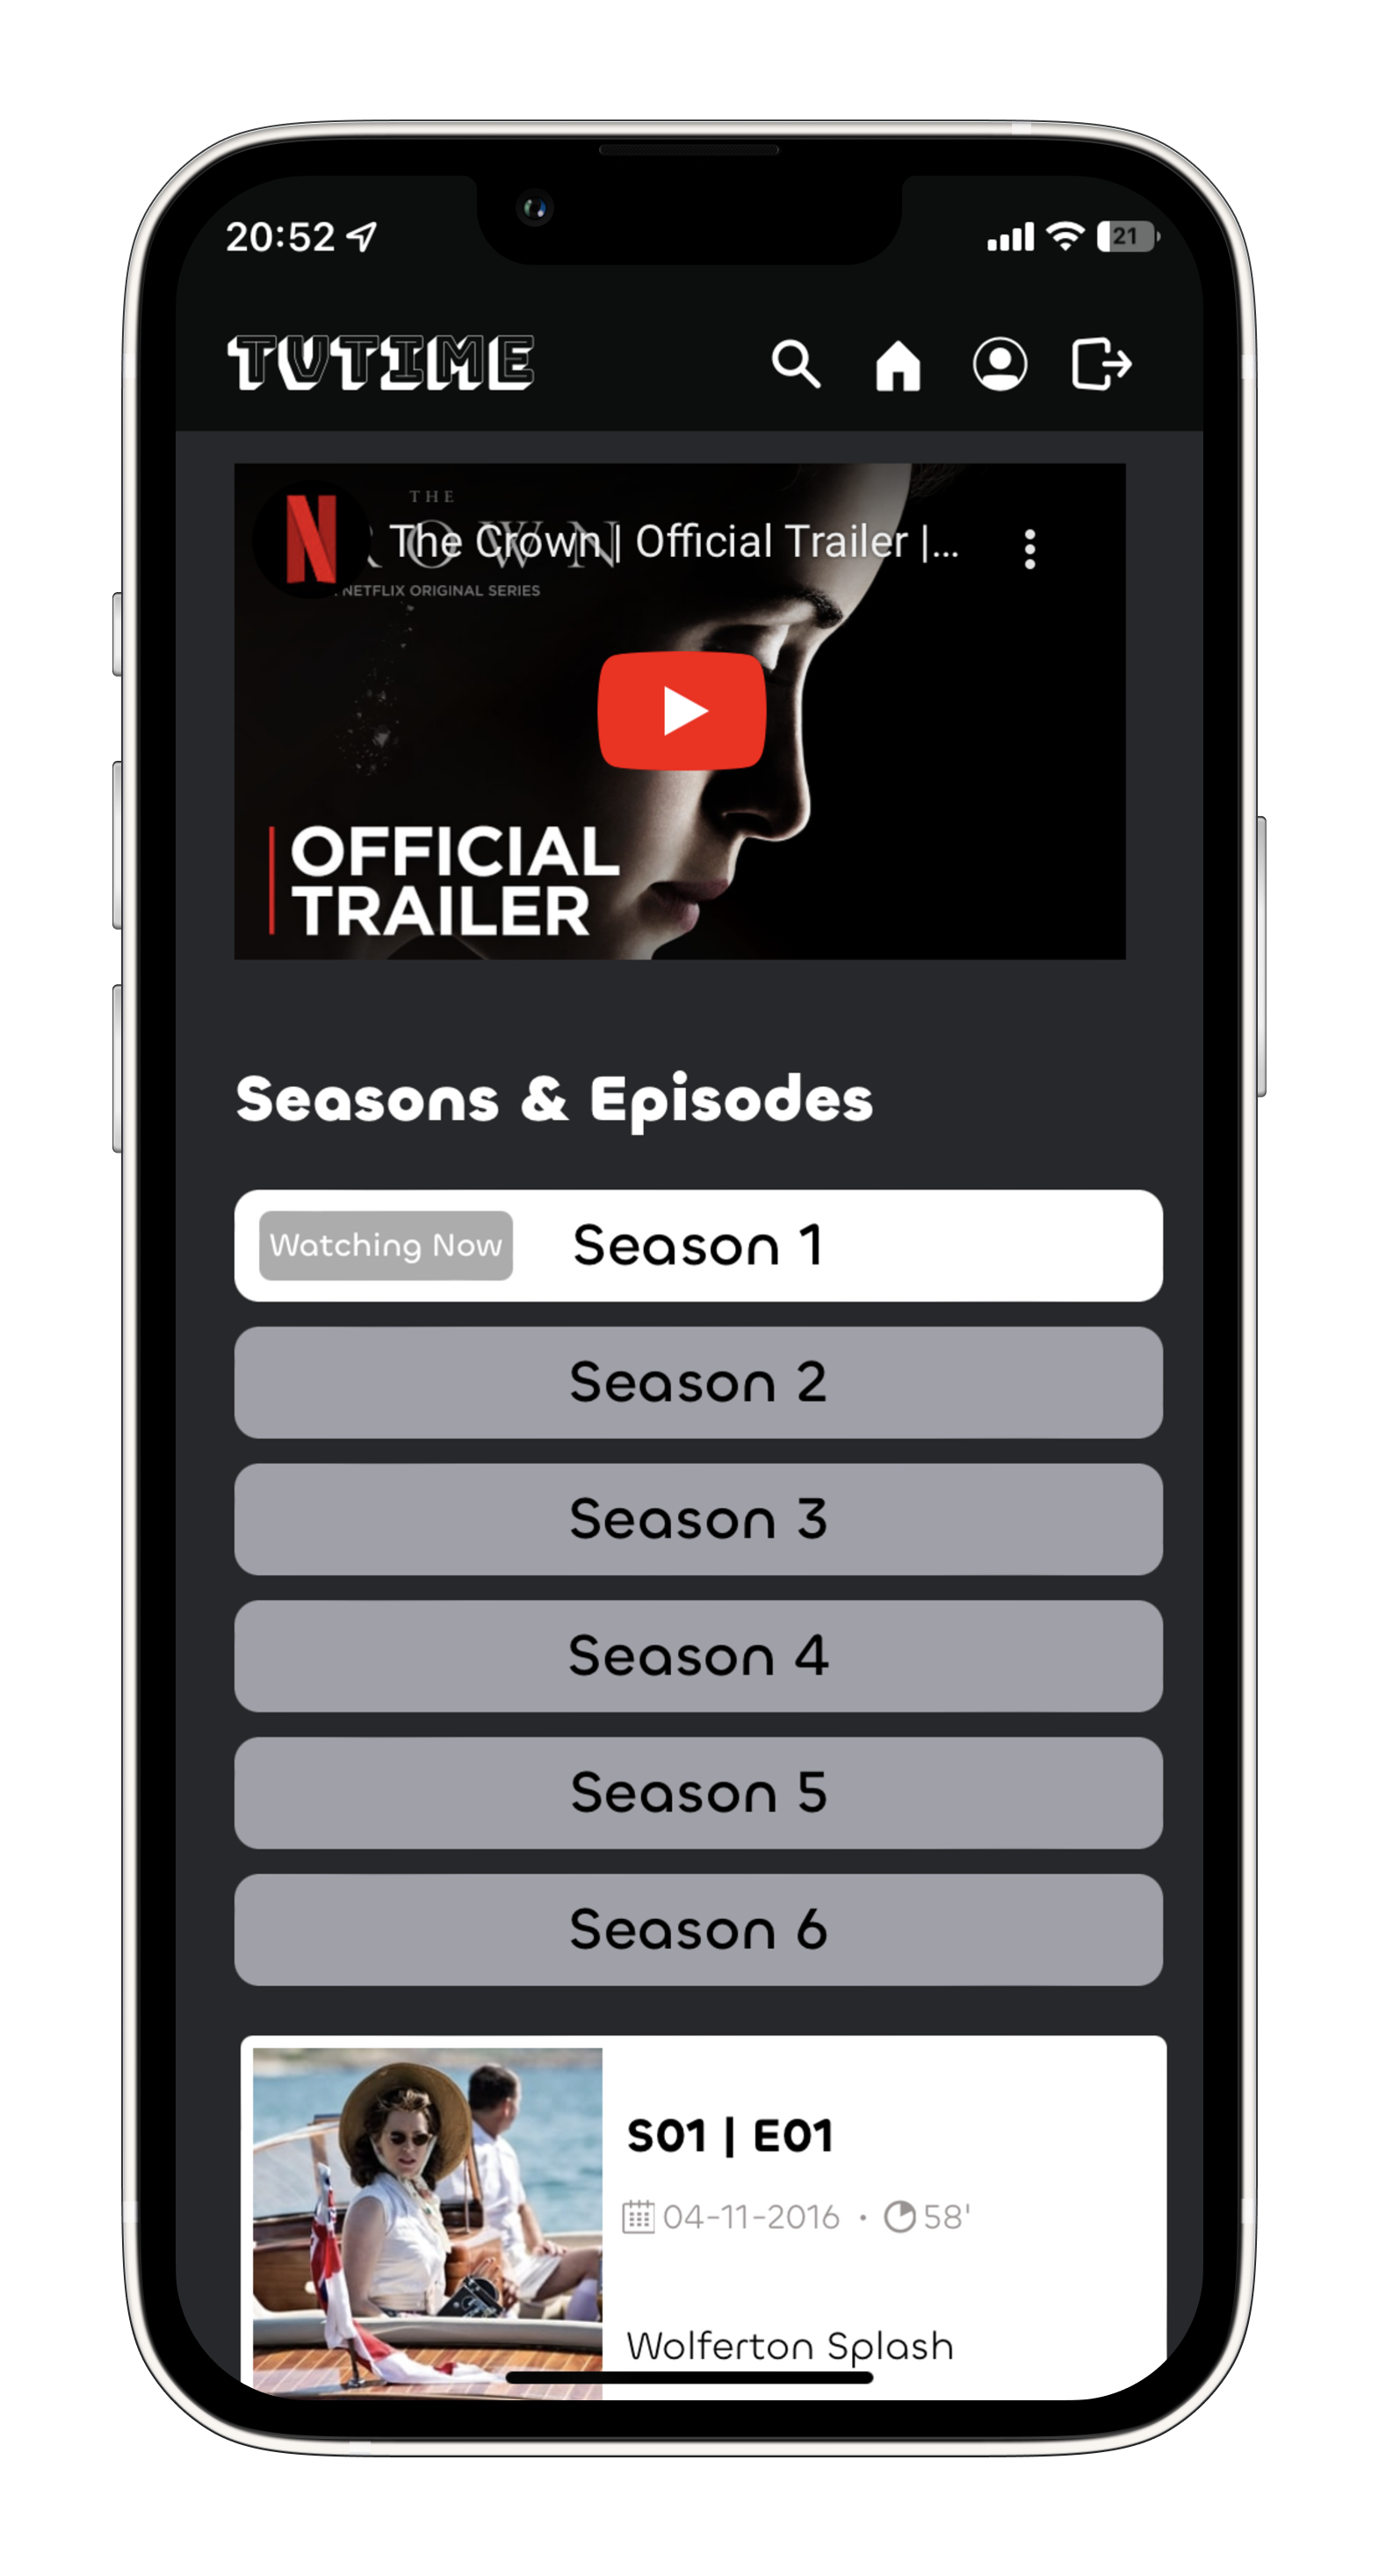 20:52
21
TVTIME
THE
The Crown | Official Trailer |...
NETFLIX ORIGINAL SERIES
OFFICIAL
TRAILER
Seasons & Episodes
Watching Now Season 1
Season 2
Season 3
Season 4
Season 5
Season 6
S01 | E01
04-11-2016 • 58'
Wolferton Splash